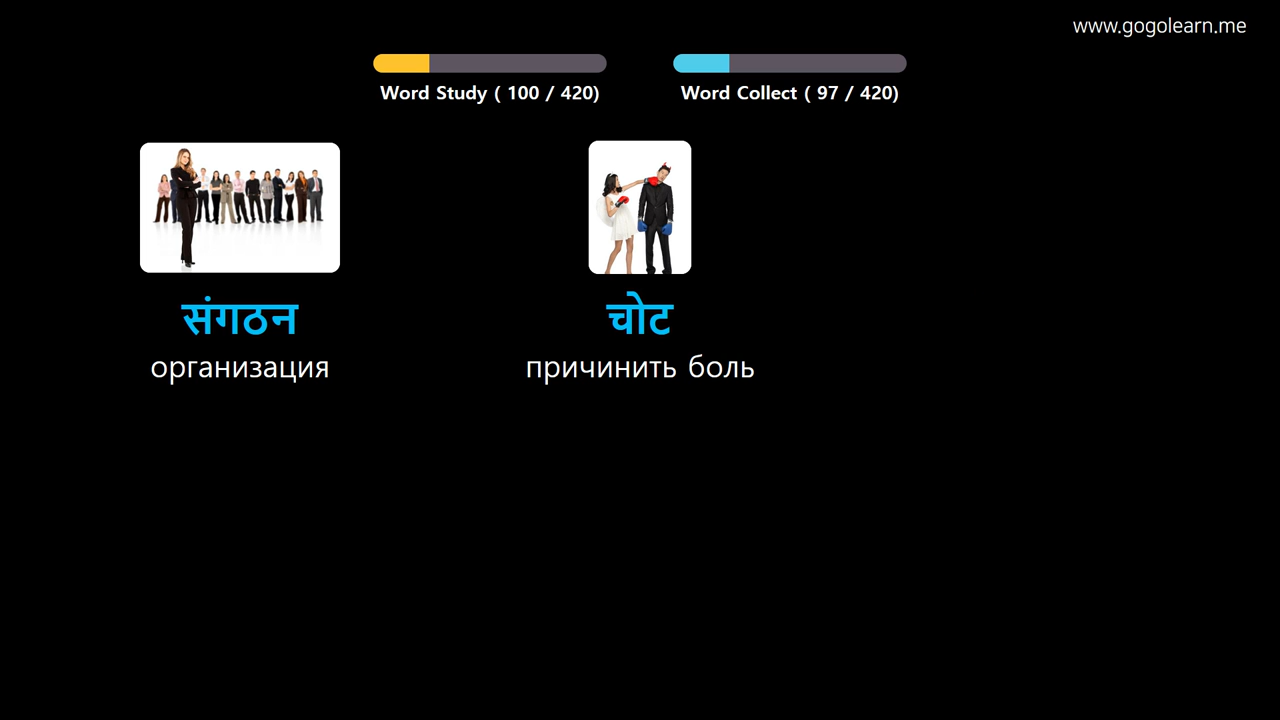 www.gogolearn.me
Word Study ( 100 / 420)
Word Collect ( 97 / 420)
संगठन
организация
चोट
причинить боль